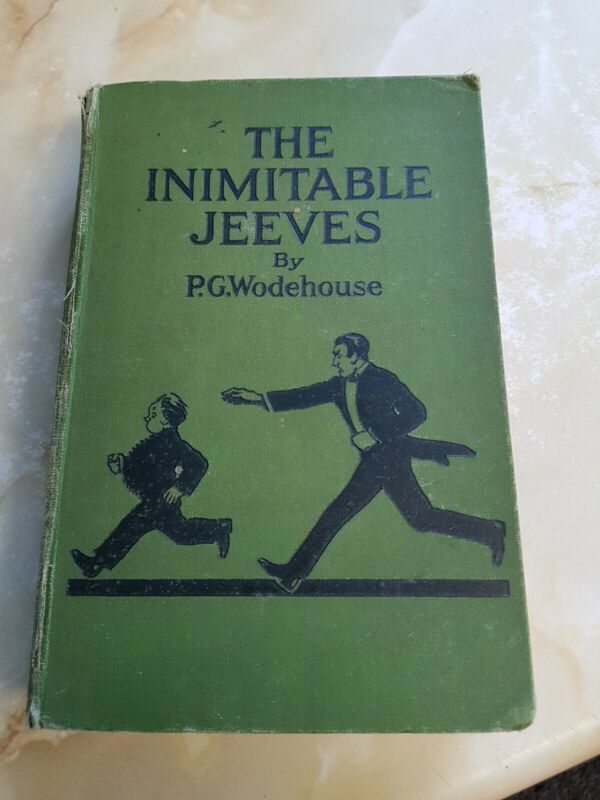 THE
INIMITABLE
JEEVES
By
P.G.Wodehouse